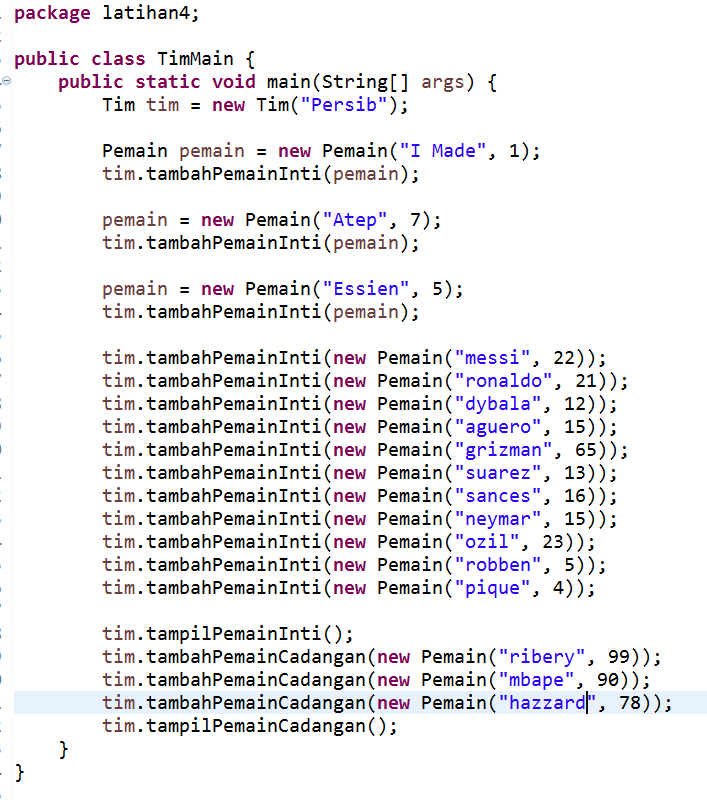 package latihan4;
public class TimMain {
    public static void main(String[] args) {
        Tim tim = new Tim("Persib");
        Pemain pemain = new Pemain("I Made", 1);
        tim.tambahPemainInti(pemain);
        pemain = new Pemain("Atep", 7);
        tim.tambahPemainInti(pemain);
        pemain = new Pemain("Essien", 5);
        tim.tambahPemainInti(pemain);
        tim.tambahPemainInti(new Pemain("messi", 22));
        tim.tambahPemainInti(new Pemain("ronaldo", 21));
        tim.tambahPemainInti(new Pemain("dybala", 12));
        tim.tambahPemainInti(new Pemain("aguero", 15));
        tim.tambahPemainInti(new Pemain("grizman", 65));
        tim.tambahPemainInti(new Pemain("suarez", 13));
        tim.tambahPemainInti(new Pemain("sances", 16));
        tim.tambahPemainInti(new Pemain("neymar", 15));
        tim.tambahPemainInti(new Pemain("ozil", 23));
        tim.tambahPemainInti(new Pemain("robben", 5));
        tim.tambahPemainInti(new Pemain("pique", 4));
        tim.tampilPemainInti();
        tim.tambahPemainCadangan(new Pemain("ribery", 99));
        tim.tambahPemainCadangan(new Pemain("mbape", 90));
        tim.tambahPemainCadangan(new Pemain("hazzard", 78));
        tim.tampilPemainCadangan();
    }
}